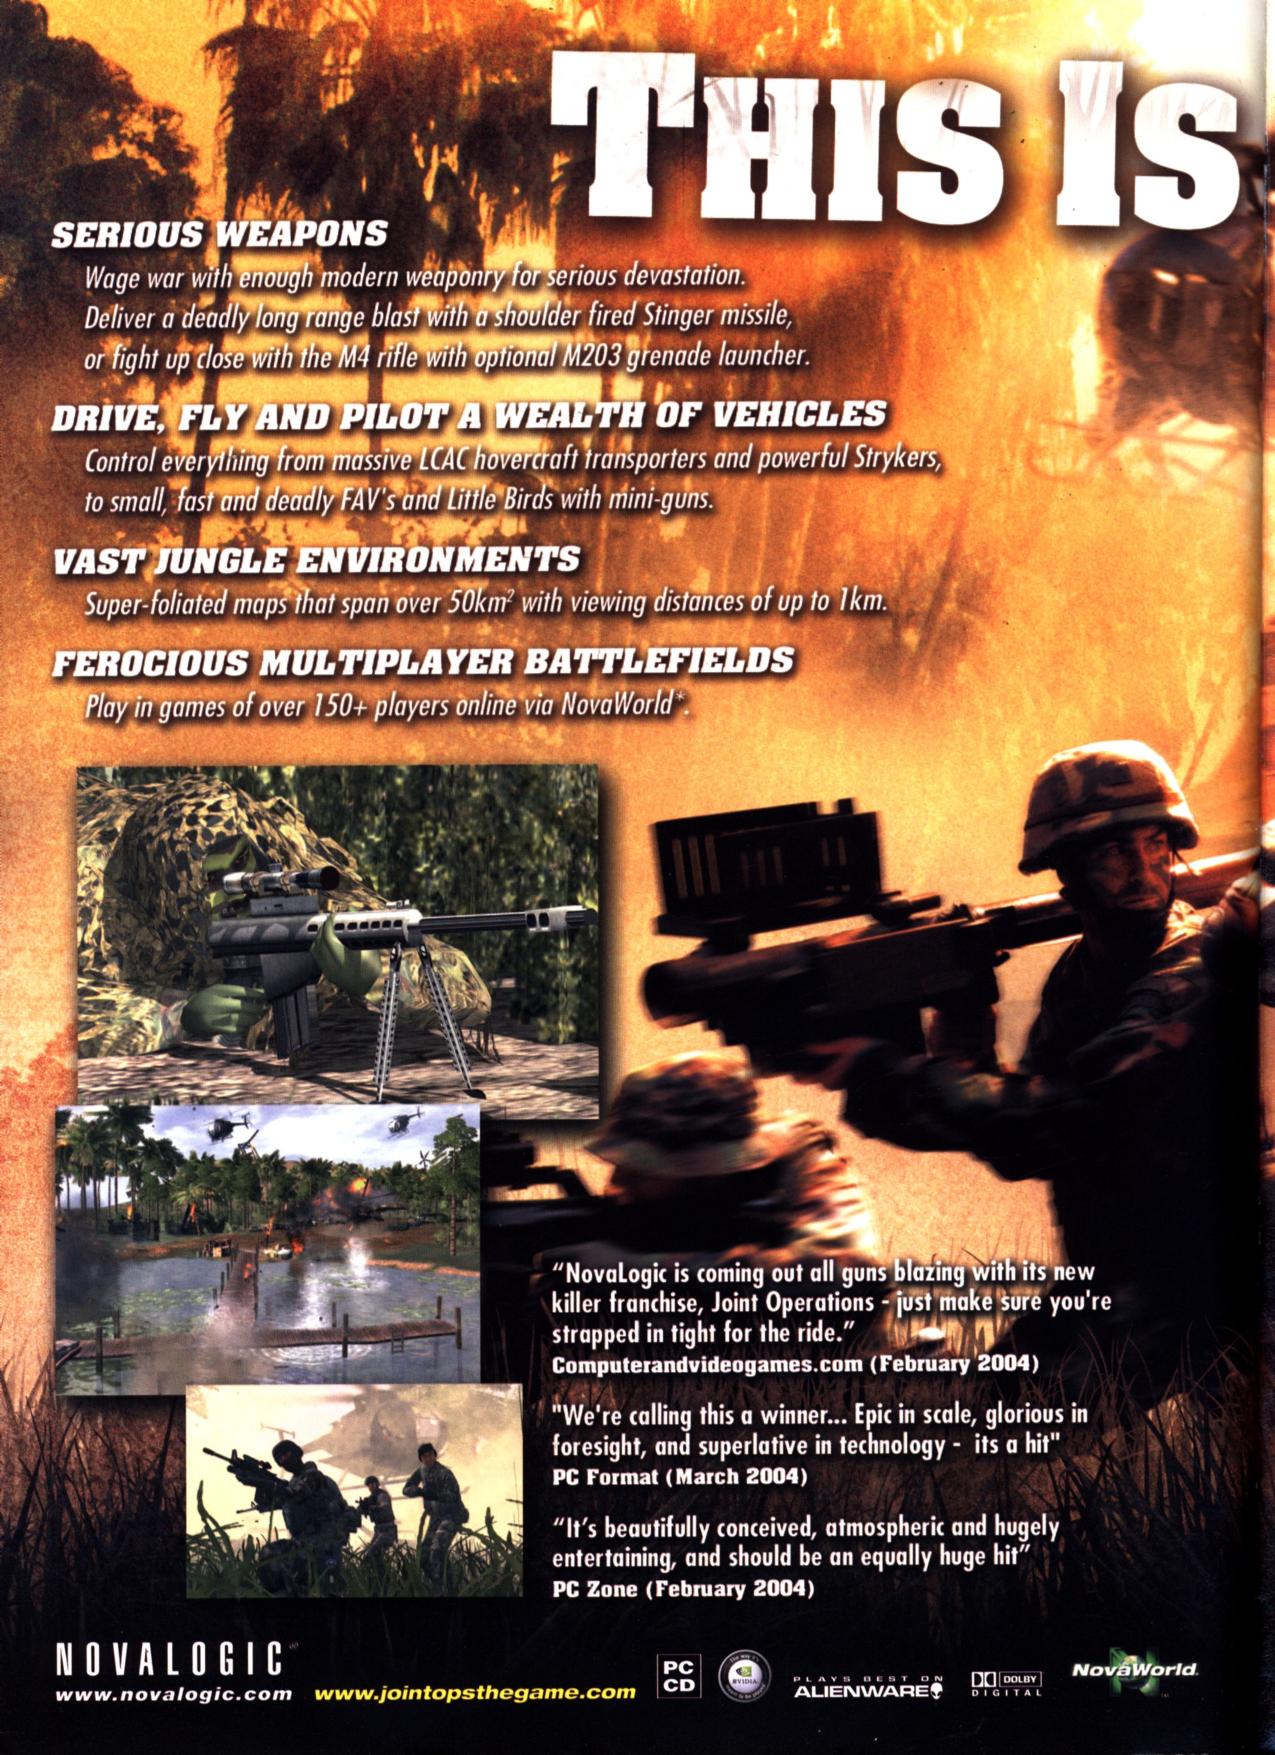 THIS IS
SERIOUS WEAPONS
Wage war with enough modern weaponry for serious devastation.
Deliver a deadly long range blast with a shoulder fired Stinger missile,
or fight up close with the M4 rifle with optional M203 grenade launcher.
DRIVE, FLY AND PILOT A WEALTH OF VEHICLES
Control everything from massive LCAC hovercraft transporters and powerful Strykers,
to small, fast and deadly FAV's and Little Birds with mini-guns.
VAST JUNGLE ENVIRONMENTS
Super-foliated maps that span over 50km² with viewing distances of up to 1km.
FEROCIOUS MULTIPLAYER BATTLEFIELDS
Play in games of over 150+ players online via NovaWorld*.
“NovaLogic is coming out all guns blazing with its new
killer franchise, Joint Operations - just make sure you're
strapped in tight for the ride.”
Computerandvideogames.com (February 2004)
"We're calling this a winner... Epic in scale, glorious in
foresight, and superlative in technology - its a hit"
PC Format (March 2004)
“It's beautifully conceived, atmospheric and hugely
entertaining, and should be an equally huge hit”
PC Zone (February 2004)
NOVALOGIC®
www.novalogic.com www.jointopsthegame.com
PC
CD
NVIDIA
PLAYS BEST ON
ALIENWARE
DOLBY
DIGITAL
NovaWorld